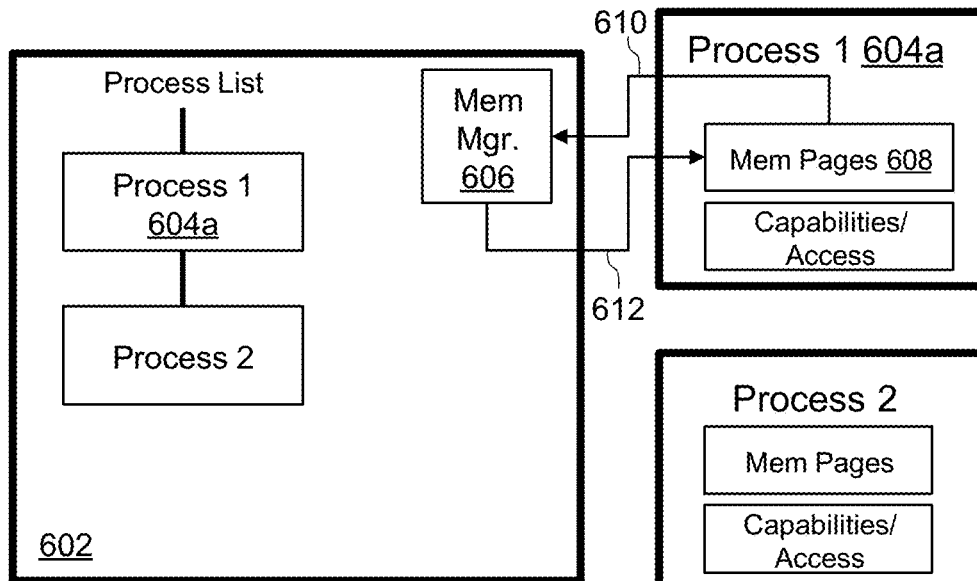 Process List
Process 1
604a
Process 2
602
Mem
Mgr.
606
610
612
Process 1 604a
Mem Pages 608
Capabilities/
Access
Process 2
Mem Pages
Capabilities/
Access